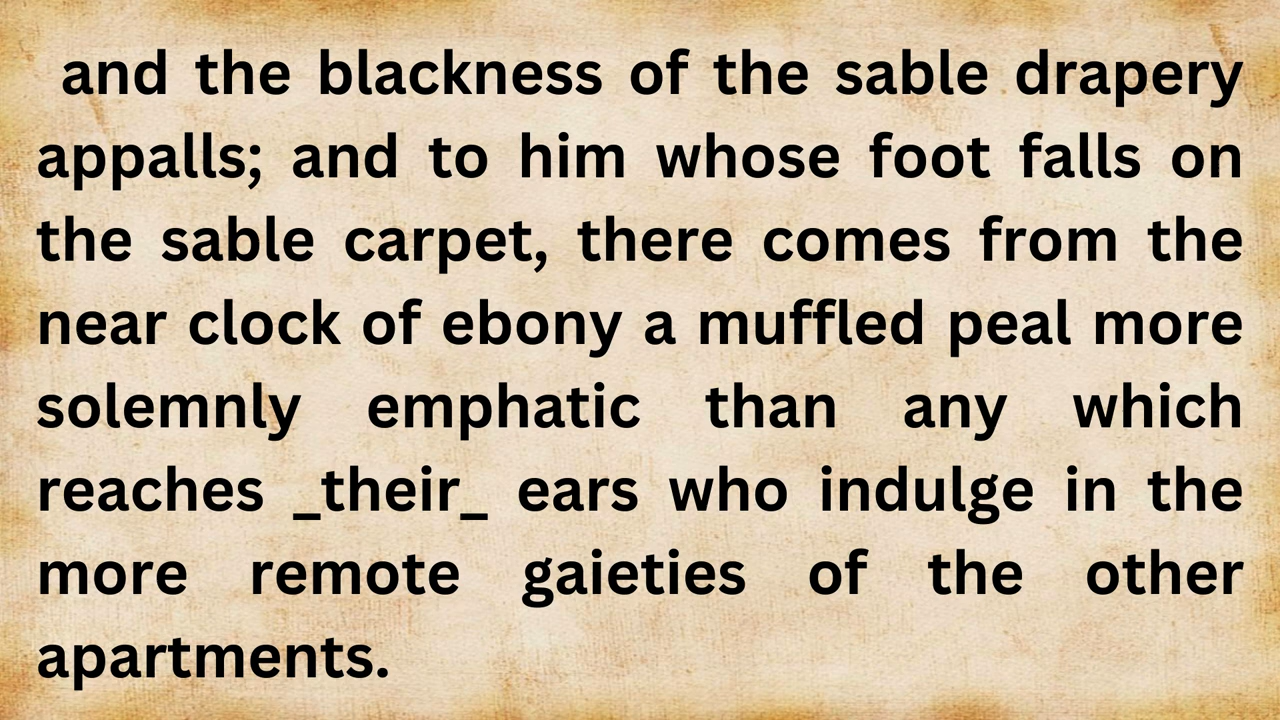 and the blackness of the sable drapery
appalls; and to him whose foot falls on
the sable carpet, there comes from the
near clock of ebony a muffled peal more
solemnly emphatic than any which
reaches _their_ ears who indulge in the
more remote gaieties of the other
apartments.